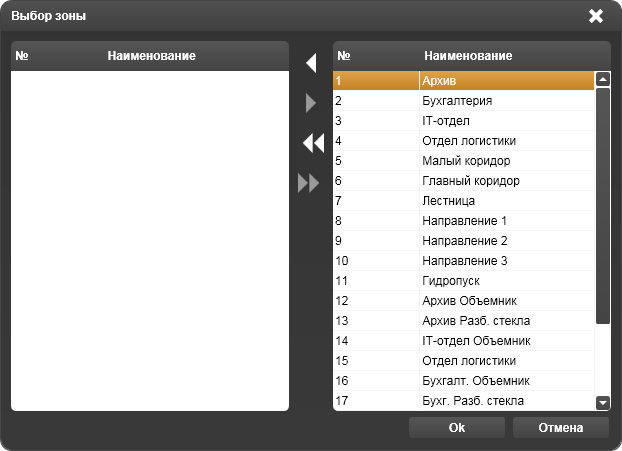 Выбор зоны
№ Наименование
№ Наименование
1 Архив
2 Бухгалтерия
3 IT-отдел
4 Отдел логистики
5 Малый коридор
6 Главный коридор
7 Лестница
8 Направление 1
9 Направление 2
10 Направление 3
11 Гидропуск
12 Архив Объемник
13 Архив Разб. стекла
14 IT-отдел Объемник
15 Отдел логистики
16 Бухгалт. Объемник
17 Бухг. Разб. стекла
Ok Отмена